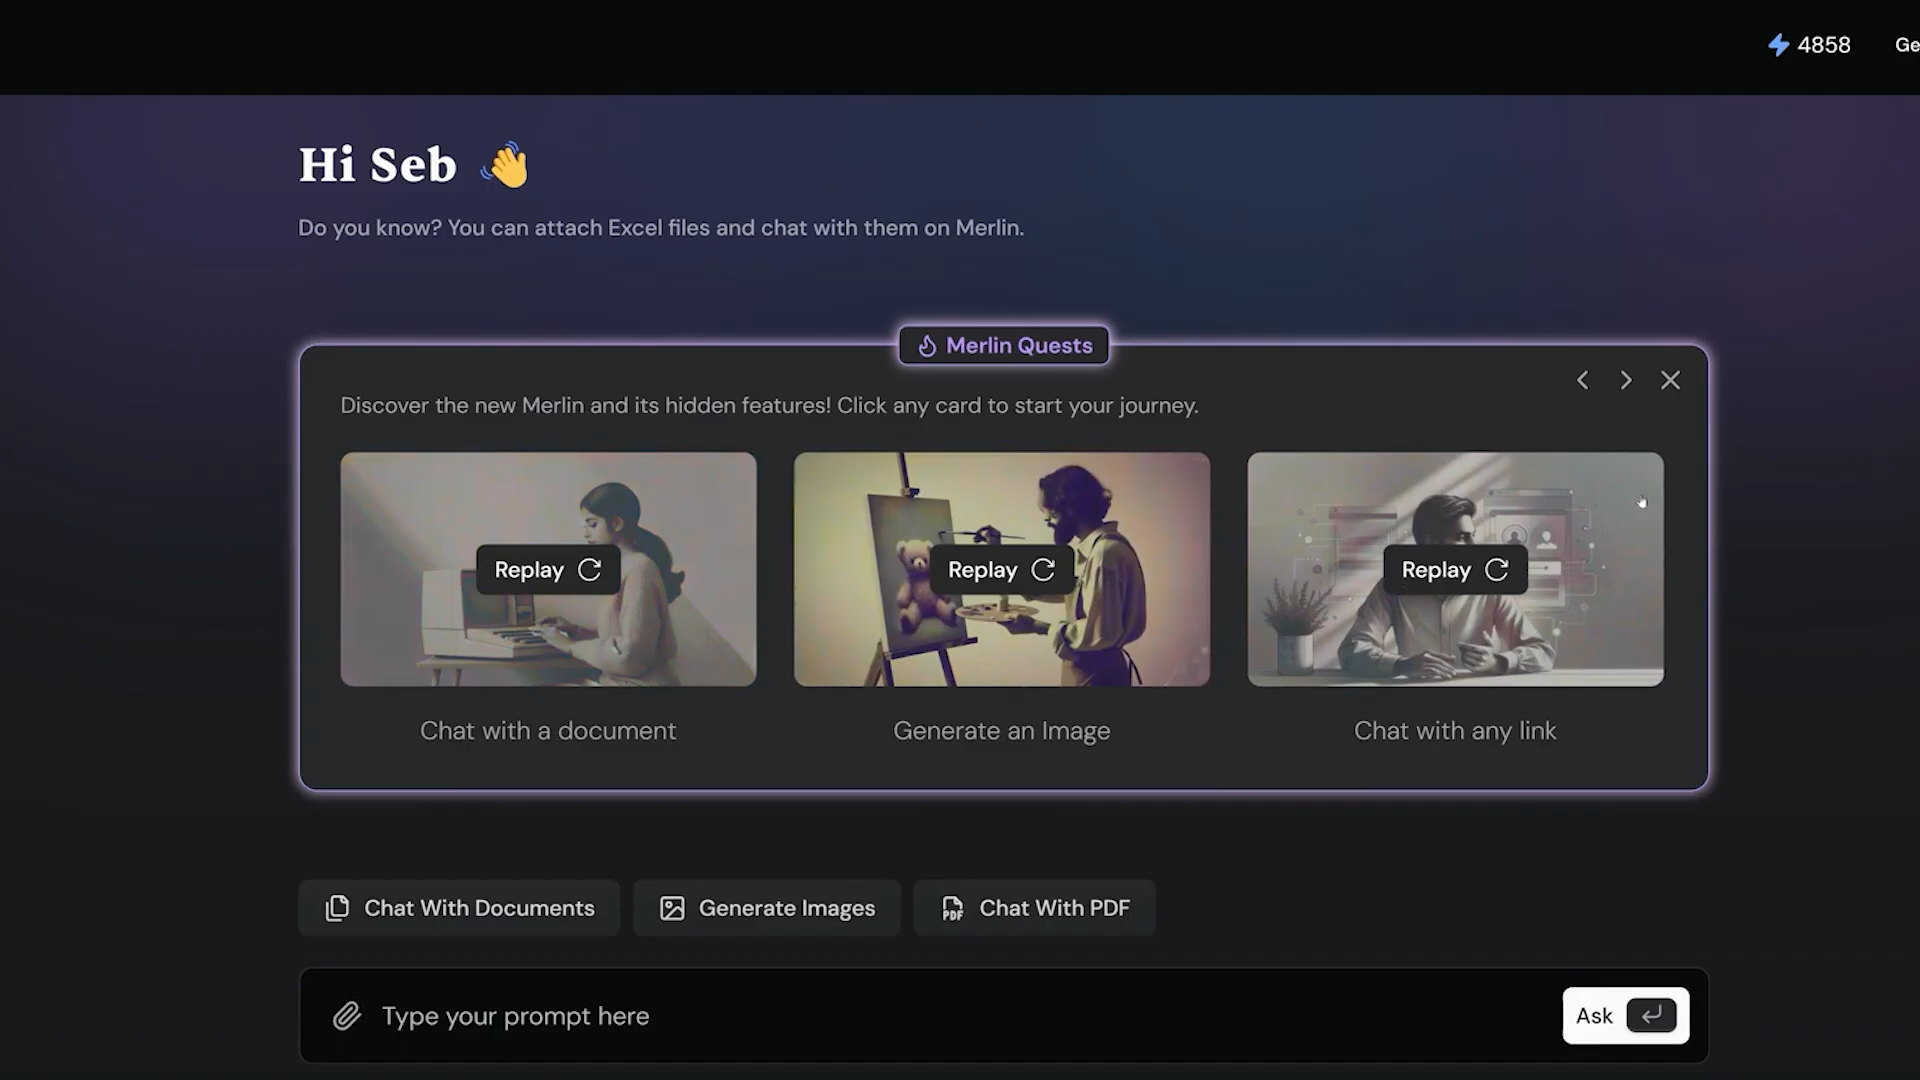 4858
Ge
Hi Seb
Do you know? You can attach Excel files and chat with them on Merlin.
Merlin Quests
Discover the new Merlin and its hidden features! Click any card to start your journey.
Replay
Replay
Replay
Chat with a document
Generate an Image
Chat with any link
Chat With Documents
Generate Images
PDF
Chat With PDF
Type your prompt here
Ask